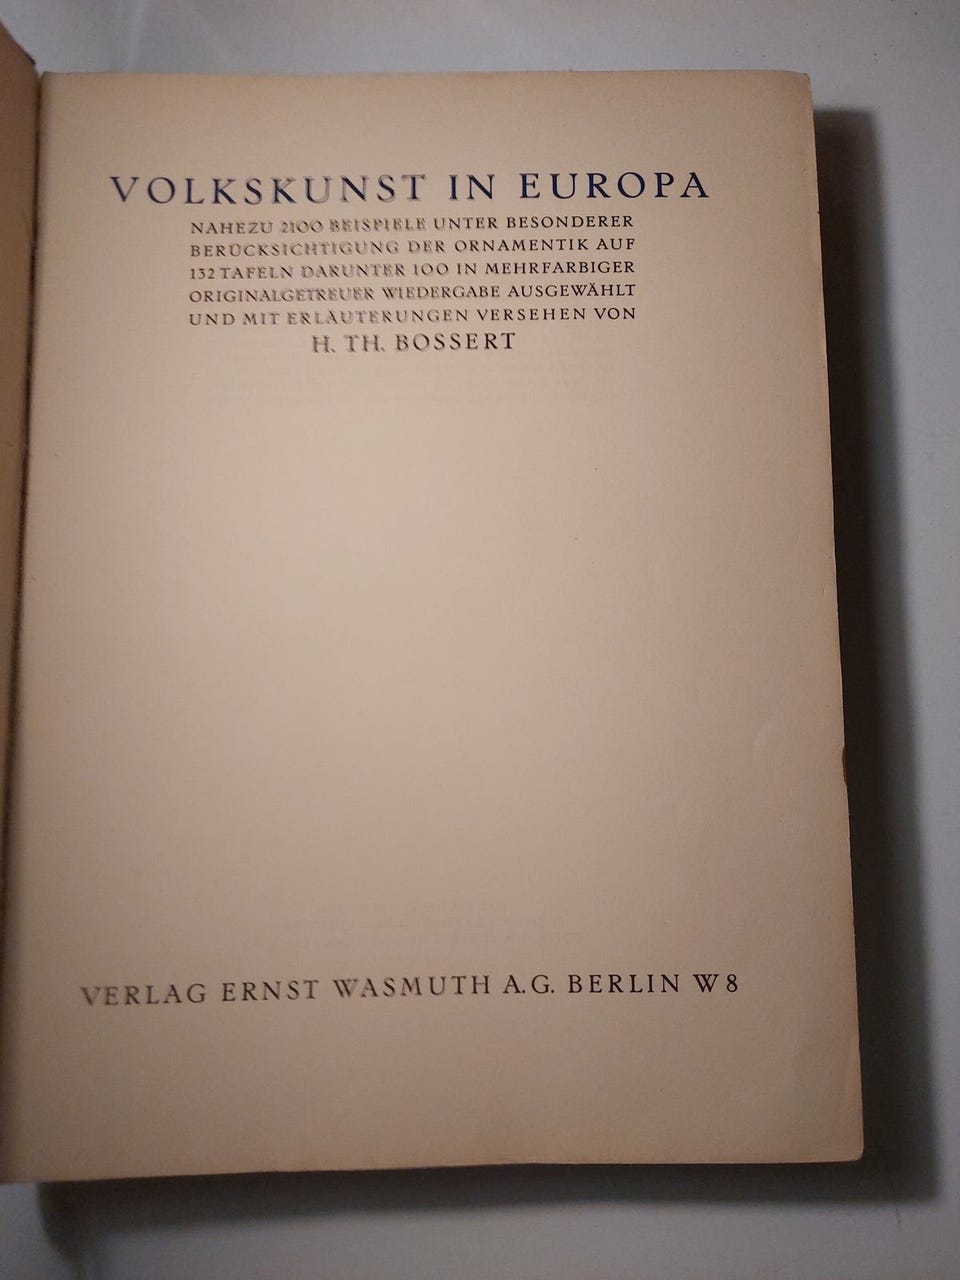 VOLKSKUNST IN EUROPA
NAHEZU 2100 BEISPIELE UNTER BESONDERER
BERÜCKSICHTIGUNG DER ORNAMENTIK AUF
132 TAFELN DARUNTER 100 IN MEHRFARBIGER
ORIGINALGETREUER WIEDERGABE AUSGEWÄHLT
UND MIT ERLÄUTERUNGEN VERSEHEN VON
H. TH. BOSSERT
VERLAG ERNST WASMUTH A.G. BERLIN W 8